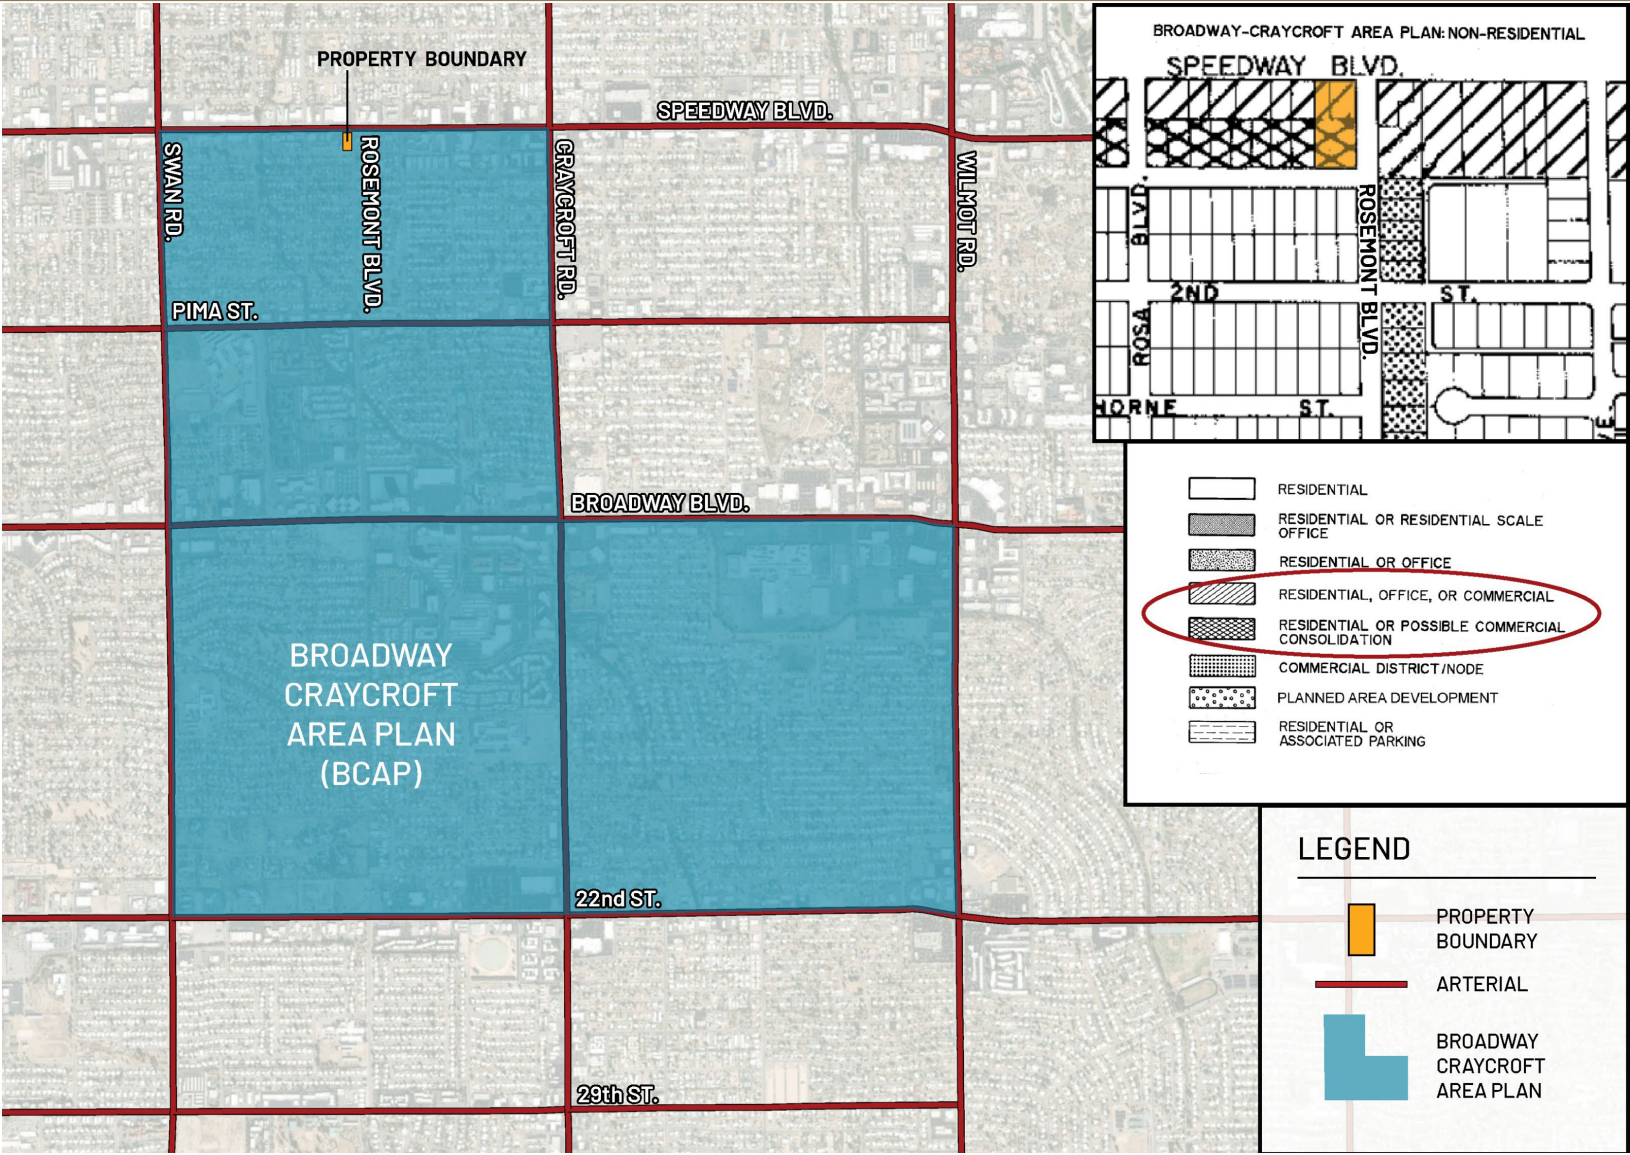 PROPERTY BOUNDARY
SPEEDWAY BLVD.
SWAN RD.
ROSEMONT BLVD.
CRAYCROFT RD.
WILMOT RD.
PIMA ST.
BROADWAY BLVD.
BROADWAY
CRAYCROFT
AREA PLAN
(BCAP)
22nd ST.
29th ST.
BROADWAY-CRAYCROFT AREA PLAN: NON-RESIDENTIAL
SPEEDWAY BLVD.
BLVD.
ROSA
ROSEMONT BLVD.
2ND ST.
HORNE ST.
VE.
RESIDENTIAL
RESIDENTIAL OR RESIDENTIAL SCALE
OFFICE
RESIDENTIAL OR OFFICE
RESIDENTIAL, OFFICE, OR COMMERCIAL
RESIDENTIAL OR POSSIBLE COMMERCIAL
CONSOLIDATION
COMMERCIAL DISTRICT/NODE
PLANNED AREA DEVELOPMENT
RESIDENTIAL OR
ASSOCIATED PARKING
LEGEND
PROPERTY
BOUNDARY
ARTERIAL
BROADWAY
CRAYCROFT
AREA PLAN